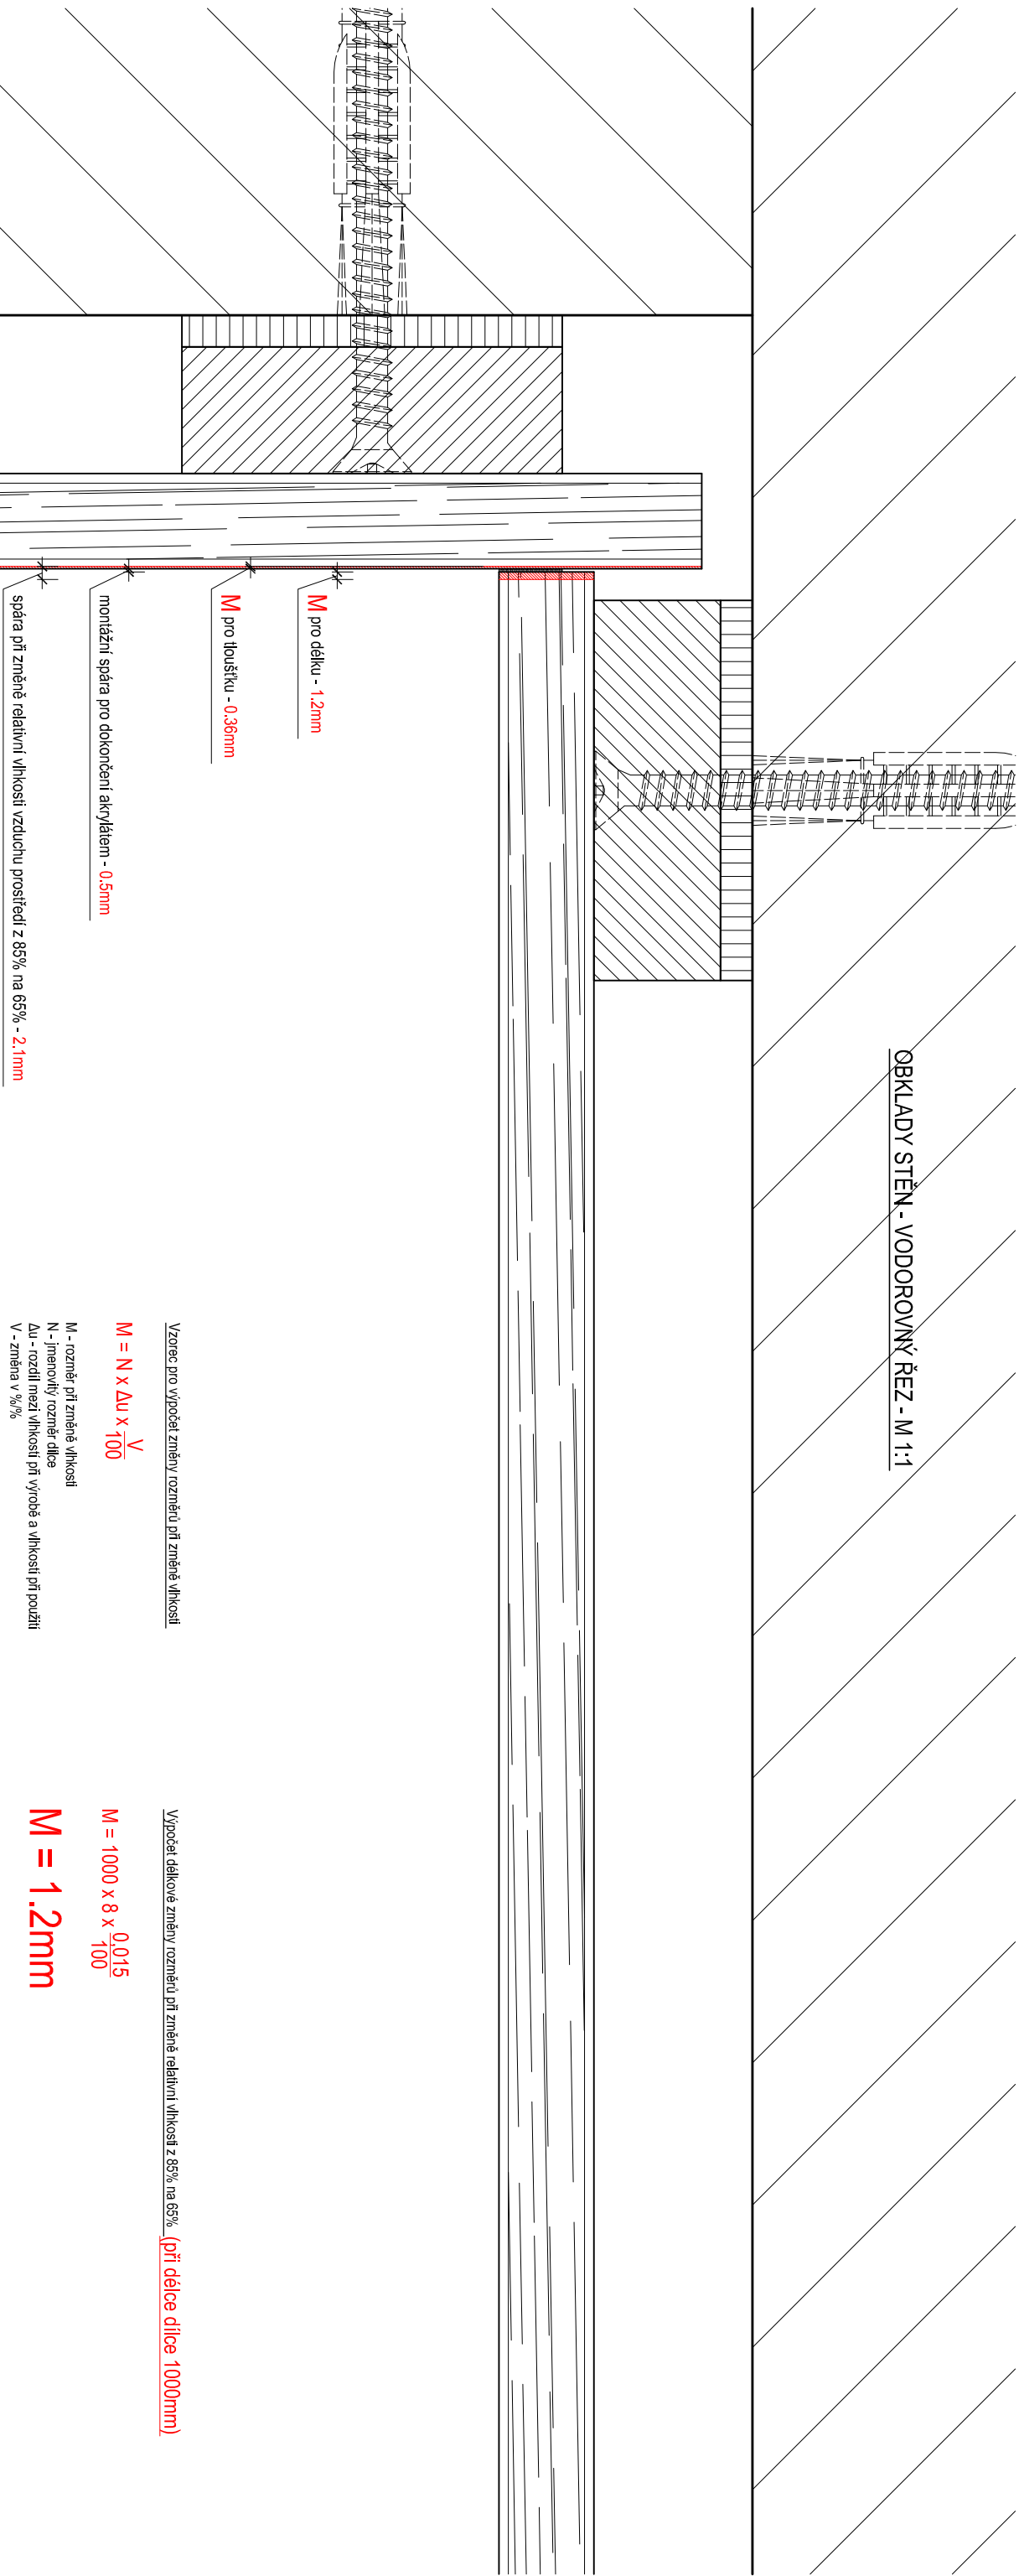 OBKLADY STĚN - VODOROVNÝ ŘEZ - M 1:1
M pro délku - 1.2mm
M pro tloušťku - 0.36mm
montážní spára pro dokončení akrylátem - 0.5mm
spára při změně relativní vlhkosti vzduchu prostředí z 85% na 65% - 2.1mm
Vzorec pro výpočet změny rozměrů při změně vlhkosti
M = N x Δu x V/100
M - rozměr při změně vlhkosti
N - jmenovitý rozměr dílce
Δu - rozdíl mezi vlhkostí při výrobě a vlhkostí při použití
V - změna v %/%
Výpočet délkové změny rozměrů při změně relativní vlhkosti z 85% na 65% (při délce dílce 1000mm)
M = 1000 x 8 x 0,015/100
M = 1.2mm